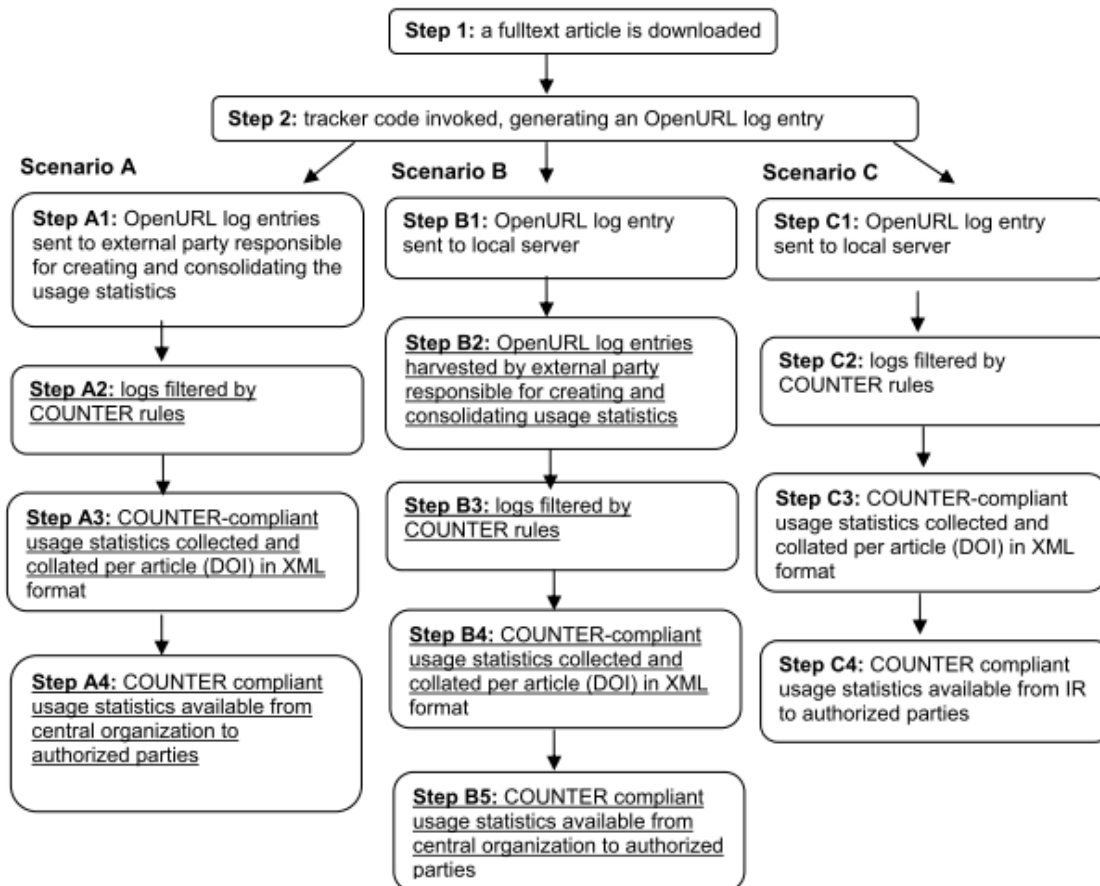 Step 1: a fulltext article is downloaded
Step 2: tracker code invoked, generating an OpenURL log entry
Scenario A
Step A1: OpenURL log entries
sent to external party responsible
for creating and consolidating the
usage statistics
Step A2: logs filtered by
COUNTER rules
Step A3: COUNTER-compliant
usage statistics collected and
collated per article (DOI) in XML
format
Step A4: COUNTER compliant
usage statistics available from
central organization to
authorized parties
Scenario B
Step B1: OpenURL log entry
sent to local server
Step B2: OpenURL log entries
harvested by external party
responsible for creating and
consolidating usage statistics
Step B3: logs filtered by
COUNTER rules
Step B4: COUNTER-compliant
usage statistics collected and
collated per article (DOI) in XML
format
Step B5: COUNTER compliant
usage statistics available from
central organization to authorized
parties
Scenario C
Step C1: OpenURL log entry
sent to local server
Step C2: logs filtered by
COUNTER rules
Step C3: COUNTER-compliant
usage statistics collected and
collated per article (DOI) in XML
format
Step C4: COUNTER compliant
usage statistics available from IR
to authorized parties